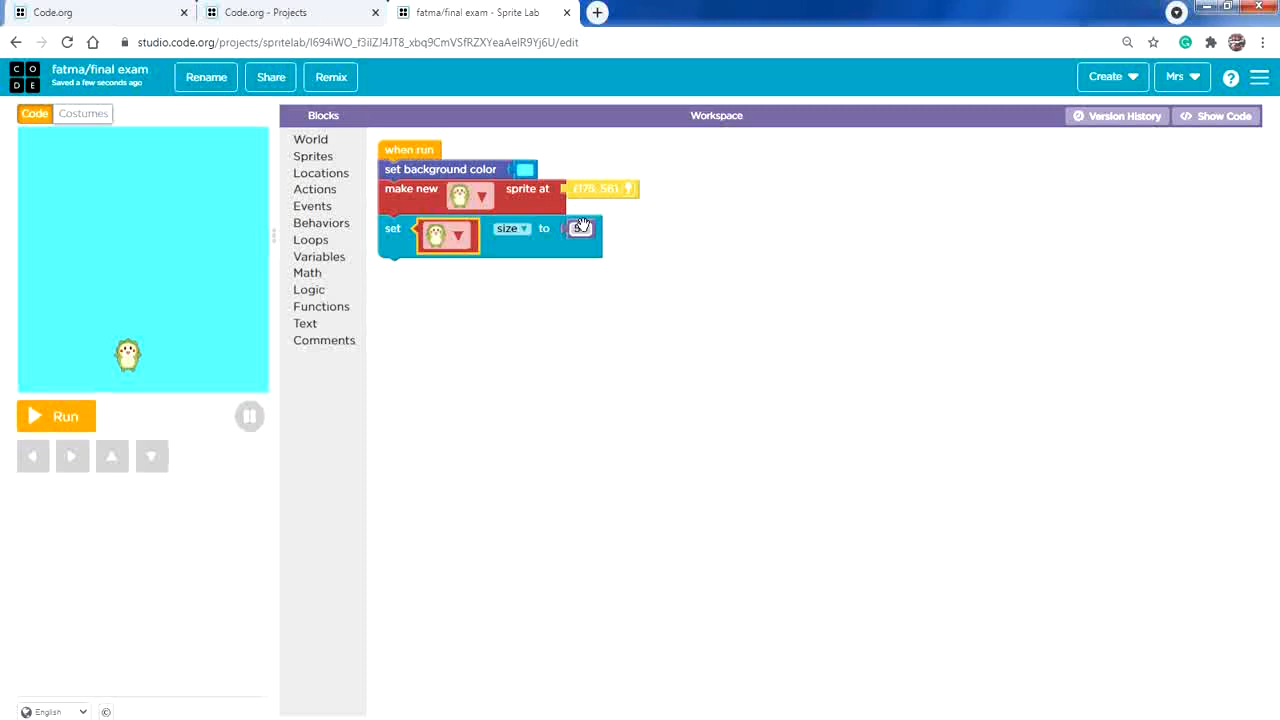 Code.org
Code.org - Projects
fatma/final exam - Sprite Lab
studio.code.org/projects/spritelab/I694iWO_f3iIZJ4JT8_xbq9CmVSfRZXYeaAeIR9Yj6U/edit
C O D E
fatma/final exam
Saved a few seconds ago
Rename
Share
Remix
Create
Mrs
?
Code
Costumes
Blocks
Workspace
Version History
</> Show Code
World
Sprites
Locations
Actions
Events
Behaviors
Loops
Variables
Math
Logic
Functions
Text
Comments
when run
set background color
make new sprite at (175, 56)
set size to
Run
English
©